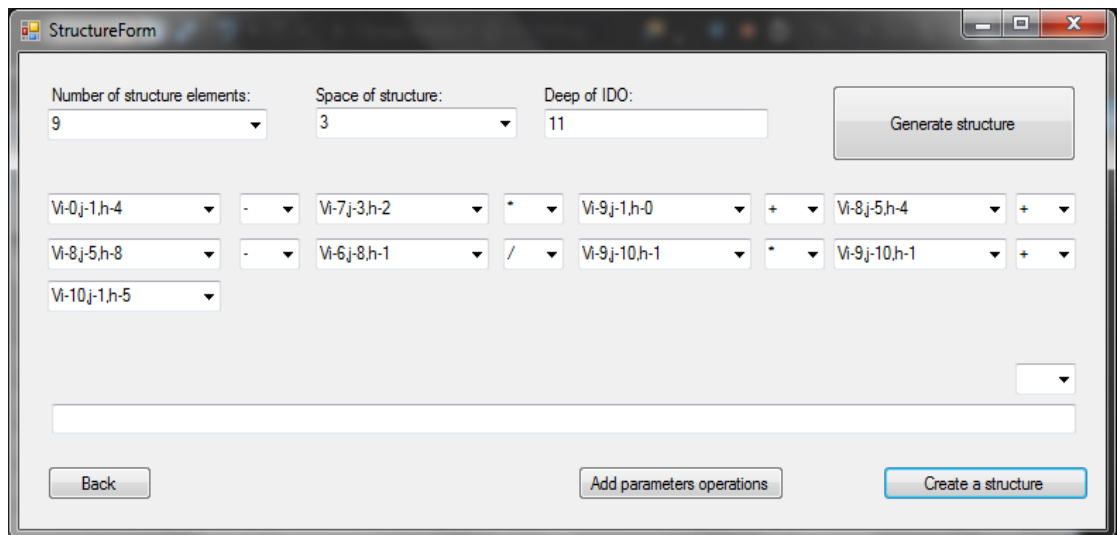 StructureForm
Number of structure elements: Space of structure: Deep of IDO:
9 3 11 Generate structure
Vi-0,j-1,h-4 - Vi-7,j-3,h-2 * Vi-9,j-1,h-0 + Vi-8,j-5,h-4 +
Vi-8,j-5,h-8 - Vi-6,j-8,h-1 / Vi-9,j-10,h-1 * Vi-9,j-10,h-1 +
Vi-10,j-1,h-5
Back Add parameters operations Create a structure